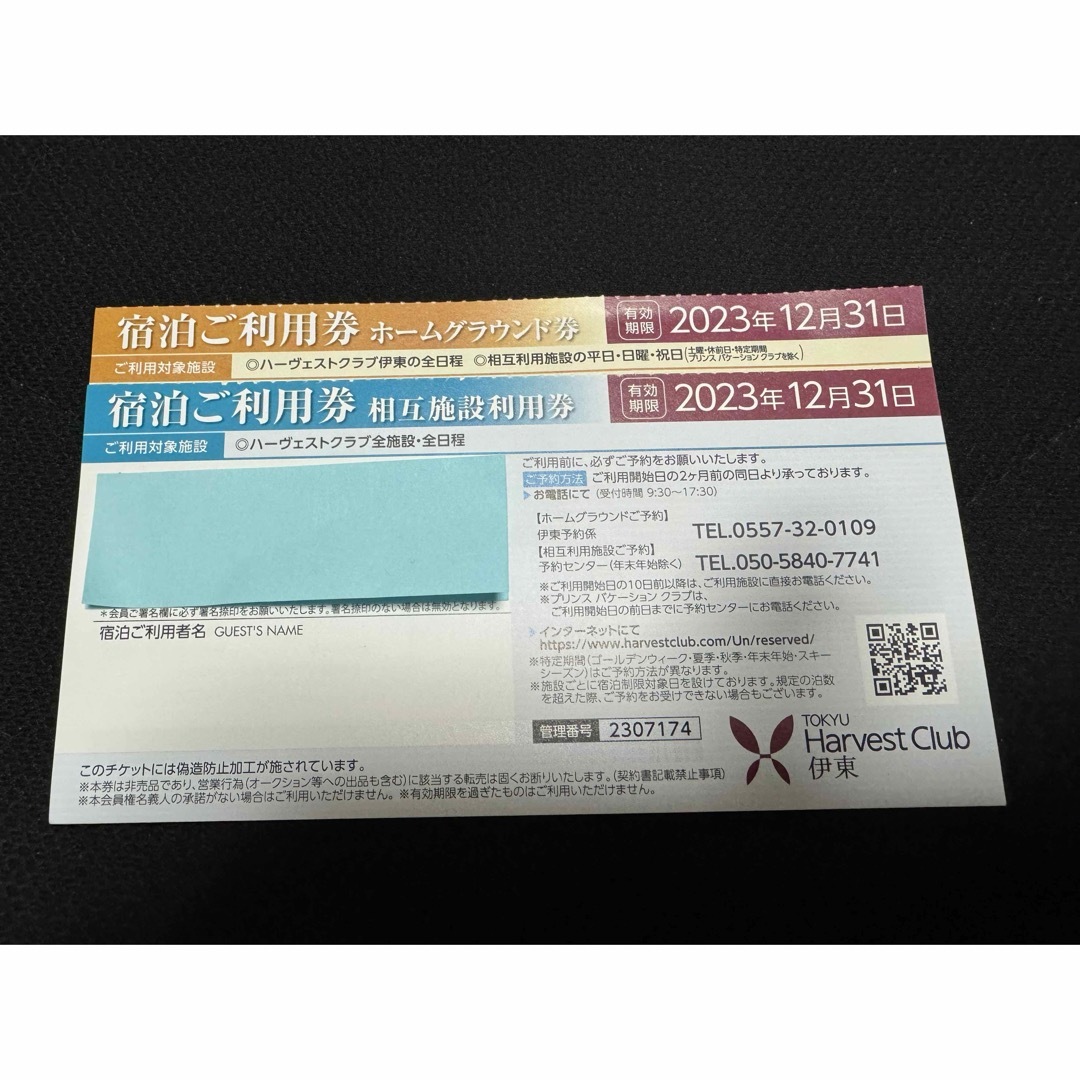 宿泊ご利用券 ホームグラウンド券 有効期限 2023年12月31日
ご利用対象施設 ◎ハーヴェストクラブ伊東の全日程 ◎相互利用施設の平日・日曜・祝日(土曜・休前日・特定期間 プリンス バケーション クラブを除く)
宿泊ご利用券 相互施設利用券 有効期限 2023年12月31日
ご利用対象施設 ◎ハーヴェストクラブ全施設・全日程
ご利用前に、必ずご予約をお願いいたします。
ご予約方法 ご利用開始日の2ヶ月前の同日より承っております。
お電話にて (受付時間 9:30〜17:30)
【ホームグラウンドご予約】
伊東予約係 TEL.0557-32-0109
【相互利用施設ご予約】
予約センター(年末年始除く) TEL.050-5840-7741
※ご利用開始日の10日前以降は、ご利用施設に直接お電話ください。
※プリンス バケーション クラブは、
ご利用開始日の前日までに予約センターにお電話ください。
インターネットにて
https://www.harvestclub.com/Un/reserved/
※特定期間(ゴールデンウィーク・夏季・秋季・年末年始・スキー
シーズン)はご予約方法が異なります。
※施設ごとに宿泊制限対象日を設けております。規定の泊数
を超えた際、ご予約をお受けできない場合もございます。
*会員ご署名欄に必ず署名捺印をお願いいたします。署名捺印のない場合は無効となります。
宿泊ご利用者名 GUEST'S NAME
管理番号 2307174
TOKYU
Harvest Club
伊東
このチケットには偽造防止加工が施されています。
※本券は非売品であり、営業行為(オークション等への出品も含む)に該当する転売は固くお断りいたします。(契約書記載禁止事項)
※本会員権名義人の承諾がない場合はご利用いただけません。※有効期限を過ぎたものはご利用いただけません。